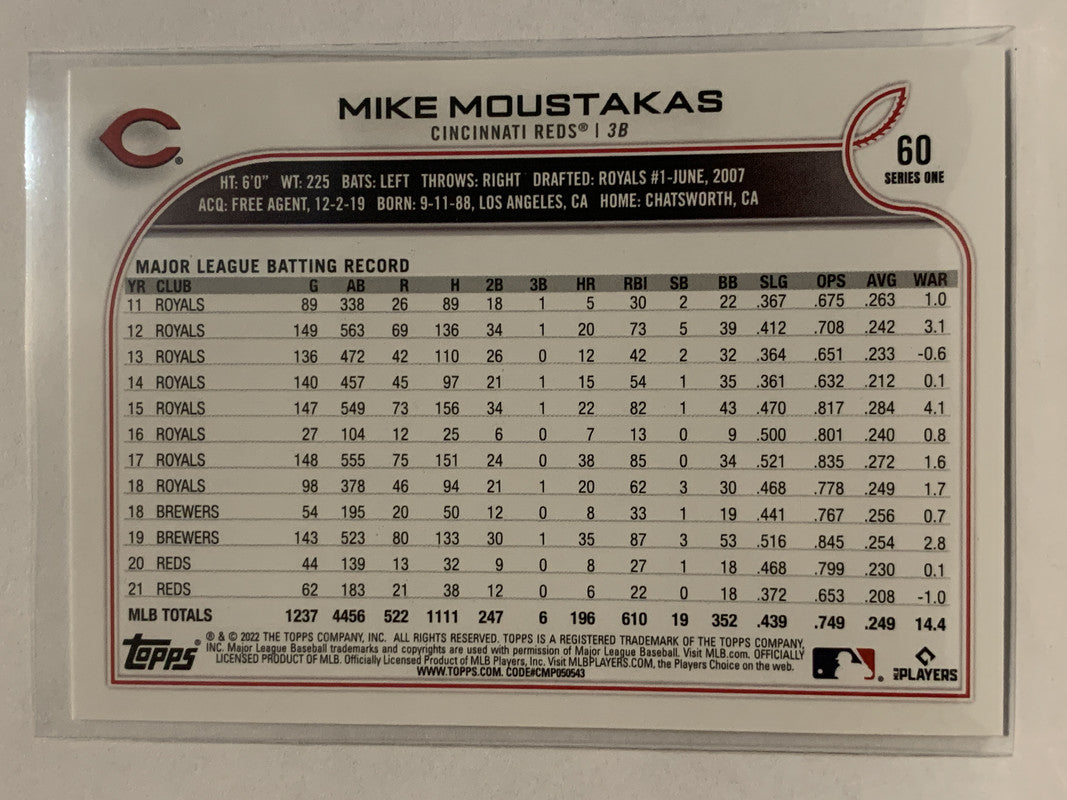 MIKE MOUSTAKAS
CINCINNATI REDS® | 3B
C®
60
SERIES ONE
HT: 6'0" WT: 225 BATS: LEFT THROWS: RIGHT DRAFTED: ROYALS #1-JUNE, 2007
ACQ: FREE AGENT, 12-2-19 BORN: 9-11-88, LOS ANGELES, CA HOME: CHATSWORTH, CA
MAJOR LEAGUE BATTING RECORD
YR CLUB G AB R H 2B 3B HR RBI SB BB SLG OPS AVG WAR
11 ROYALS 89 338 26 89 18 1 5 30 2 22 .367 .675 .263 1.0
12 ROYALS 149 563 69 136 34 1 20 73 5 39 .412 .708 .242 3.1
13 ROYALS 136 472 42 110 26 0 12 42 2 32 .364 .651 .233 -0.6
14 ROYALS 140 457 45 97 21 1 15 54 1 35 .361 .632 .212 0.1
15 ROYALS 147 549 73 156 34 1 22 82 1 43 .470 .817 .284 4.1
16 ROYALS 27 104 12 25 6 0 7 13 0 9 .500 .801 .240 0.8
17 ROYALS 148 555 75 151 24 0 38 85 0 34 .521 .835 .272 1.6
18 ROYALS 98 378 46 94 21 1 20 62 3 30 .468 .778 .249 1.7
18 BREWERS 54 195 20 50 12 0 8 33 1 19 .441 .767 .256 0.7
19 BREWERS 143 523 80 133 30 1 35 87 3 53 .516 .845 .254 2.8
20 REDS 44 139 13 32 9 0 8 27 1 18 .468 .799 .230 0.1
21 REDS 62 183 21 38 12 0 6 22 0 18 .372 .653 .208 -1.0
MLB TOTALS 1237 4456 522 1111 247 6 196 610 19 352 .439 .749 .249 14.4
Topps®
® & © 2022 THE TOPPS COMPANY, INC. ALL RIGHTS RESERVED. TOPPS IS A REGISTERED TRADEMARK OF THE TOPPS COMPANY,
INC. Major League Baseball trademarks and copyrights are used with permission of Major League Baseball. Visit MLB.com. OFFICIALLY
LICENSED PRODUCT OF MLB. Officially Licensed Product of MLB Players, Inc. Visit MLBPLAYERS.COM, the Players Choice on the web.
WWW.TOPPS.COM. CODE#CMP050543
MLB PLAYERS